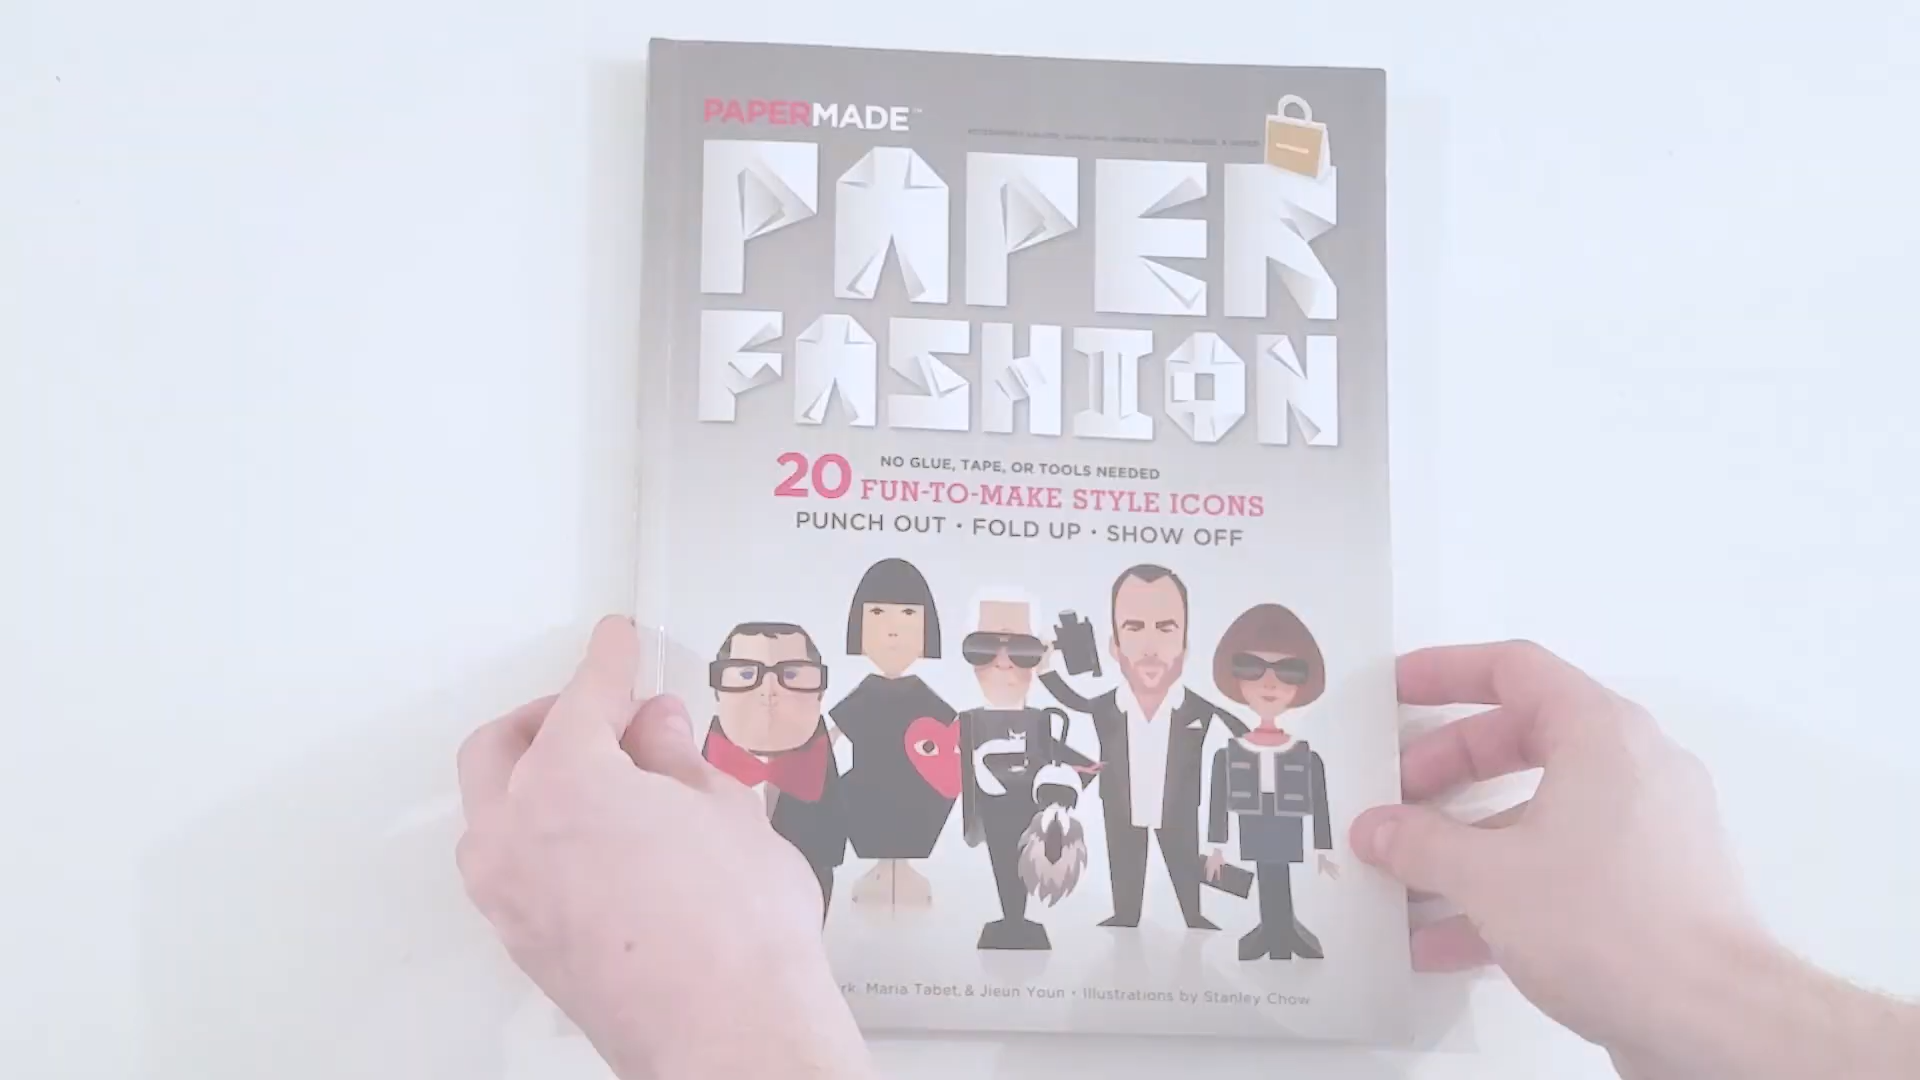 PAPERMADE™
PAPER
FASHION
20 NO GLUE, TAPE, OR TOOLS NEEDED
FUN-TO-MAKE STYLE ICONS
PUNCH OUT • FOLD UP • SHOW OFF
Maria Tabet, & Jieun Youn • Illustrations by Stanley Chow